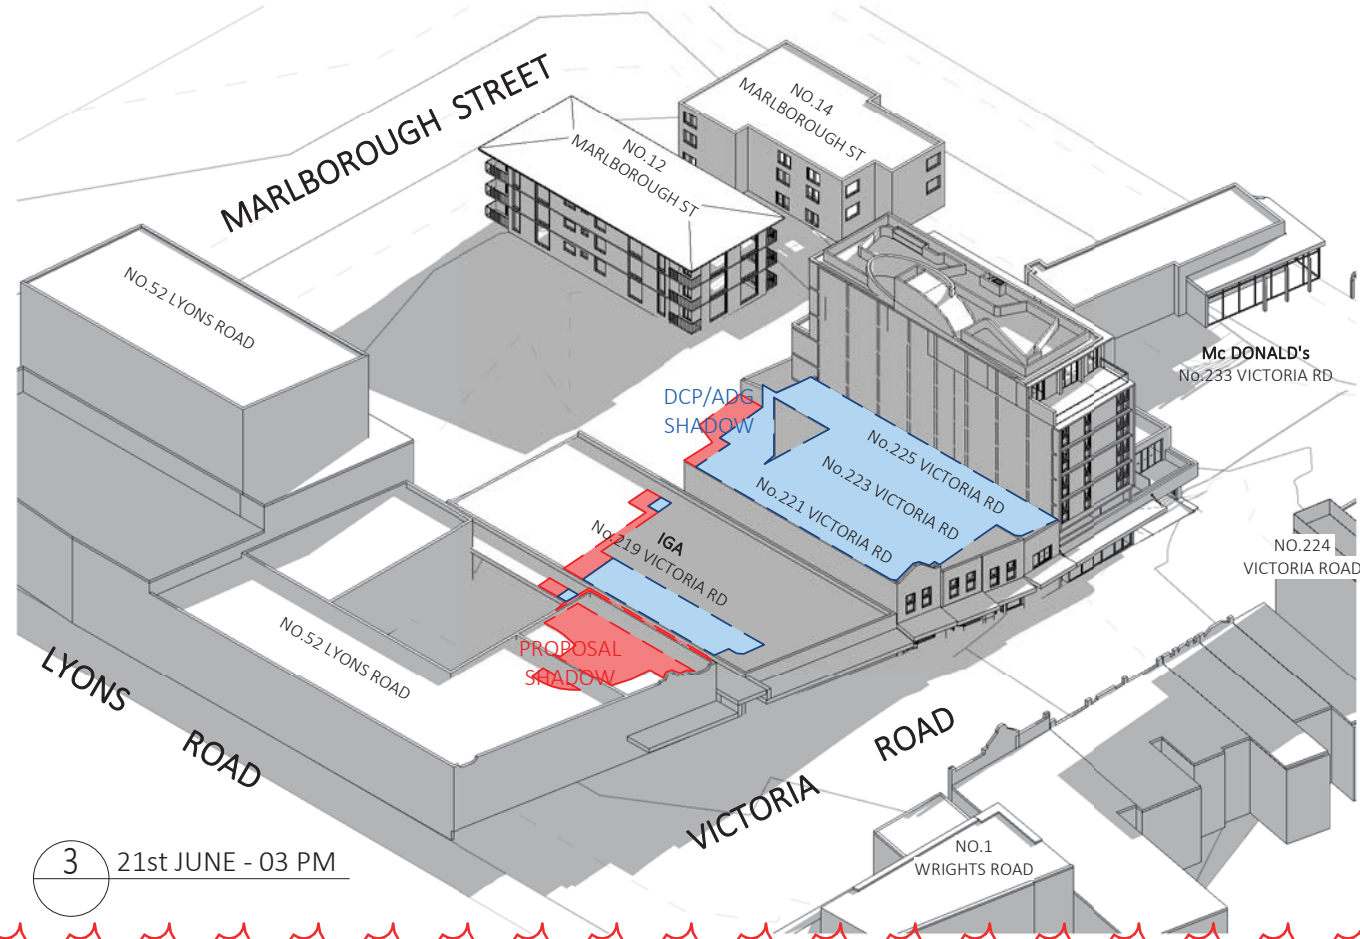 MARLBOROUGH STREET
NO.14
MARLBOROUGH ST
NO.12
MARLBOROUGH ST
NO.52 LYONS ROAD
Mc DONALD's
No.233 VICTORIA RD
DCP/ADG
SHADOW
No.225 VICTORIA RD
No.223 VICTORIA RD
No.221 VICTORIA RD
IGA
No.219 VICTORIA RD
NO.224
VICTORIA ROAD
NO.52 LYONS ROAD
PROPOSAL
SHADOW
LYONS ROAD
VICTORIA ROAD
NO.1
WRIGHTS ROAD
3 21st JUNE - 03 PM